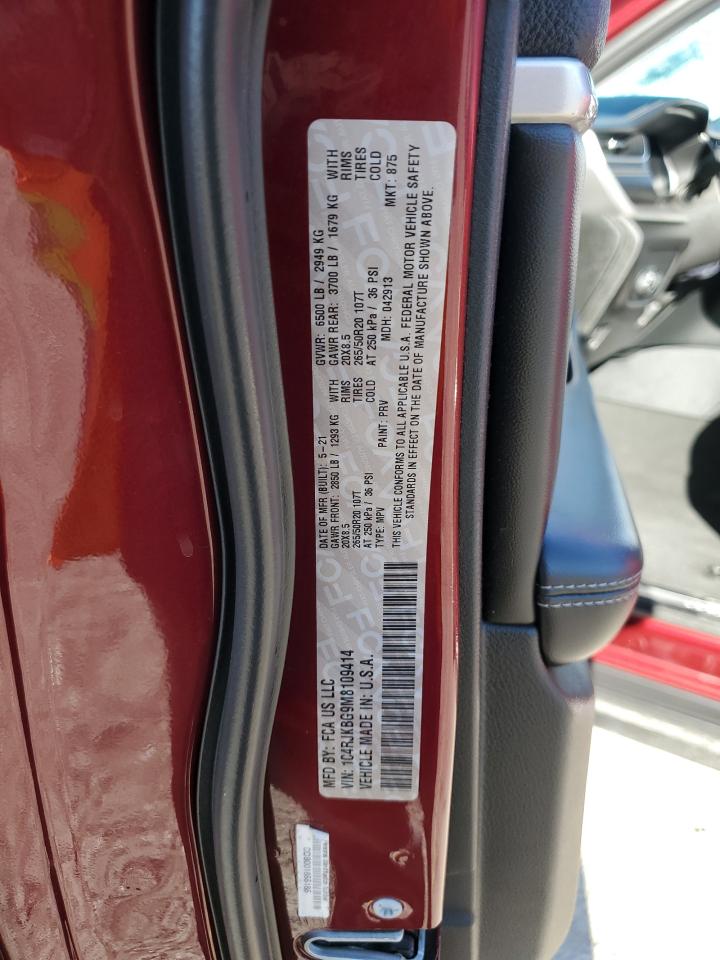 MFD BY: FCA US LLC
VIN: 1C4RJKBG9M8109414
VEHICLE MADE IN: U.S.A.
DATE OF MFR (BUILT): 5-21 GVWR: 6500 LB / 2949 KG
GAWR FRONT: 2850 LB / 1293 KG WITH GAWR REAR: 3700 LB / 1679 KG WITH
20X8.5 RIMS 20X8.5 RIMS
265/50R20 107T TIRES 265/50R20 107T TIRES
AT 250 kPa / 36 PSI COLD AT 250 kPa / 36 PSI COLD
TYPE: MPV PAINT: PRV MDH: 042913 MKT: 875
THIS VEHICLE CONFORMS TO ALL APPLICABLE U.S.A. FEDERAL MOTOR VEHICLE SAFETY
STANDARDS IN EFFECT ON THE DATE OF MANUFACTURE SHOWN ABOVE.